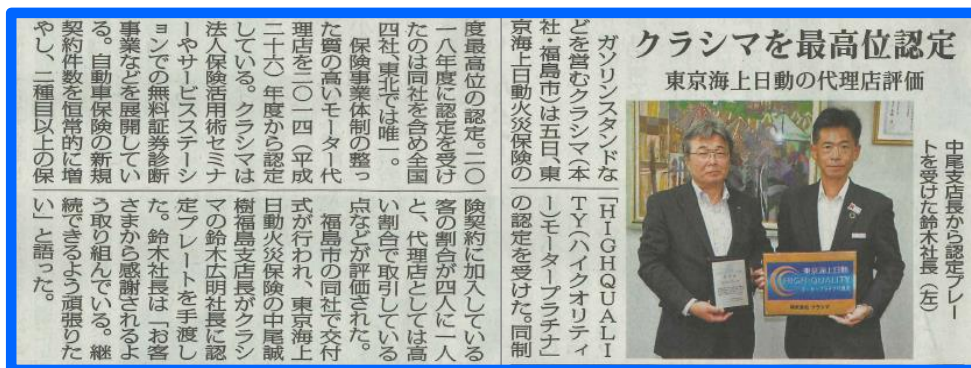 クラシマを最高位認定
東京海上日動の代理店評価
中尾支店長から認定プレー
トを受けた鈴木社長（左）
東京海上日動
HIGH QUALITY
株式会社 クラシマ
ガソリンスタンドな
どを営むクラシマ（本
社・福島市）は五日、東
京海上日動火災保険の
「ＨＩＧＨＱＵＡＬＩ
ＴＹ（ハイクオリティ
ー）モータープラチナ」
の認定を受けた。同制
度最高位の認定。二〇
一八年度に認定を受け
たのは同社を含め全国
四社、東北では唯一。
保険事業体制の整っ
た質の高いモーター代
理店を二〇一四（平成
二十六）年度から認定
している。クラシマは
法人保険活用術セミナ
ーやサービスステーシ
ョンでの無料証券診断
事業などを展開してい
る。自動車保険の新規
契約件数を恒常的に増
やし、二種目以上の保
険契約に加入している
客の割合が四人に一人
と、代理店としては高
い割合で取引している
点などが評価された。
福島市の同社で交付
式が行われ、東京海上
日動火災保険の中尾誠
樹福島支店長がクラシ
マの鈴木広明社長に認
定プレートを手渡し
た。鈴木社長は「お客
さまから感謝されるよ
う取り組んでいる。継
続できるよう頑張りた
い」と語った。